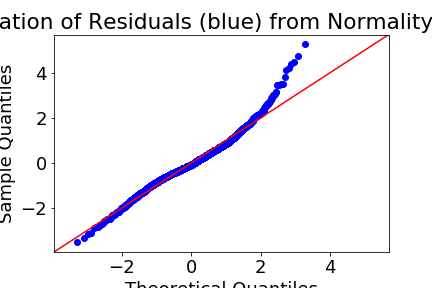 ation of Residuals (blue) from Normality
Sample Quantiles
4
2
0
−2
−2 0 2 4
Theoretical Quantiles